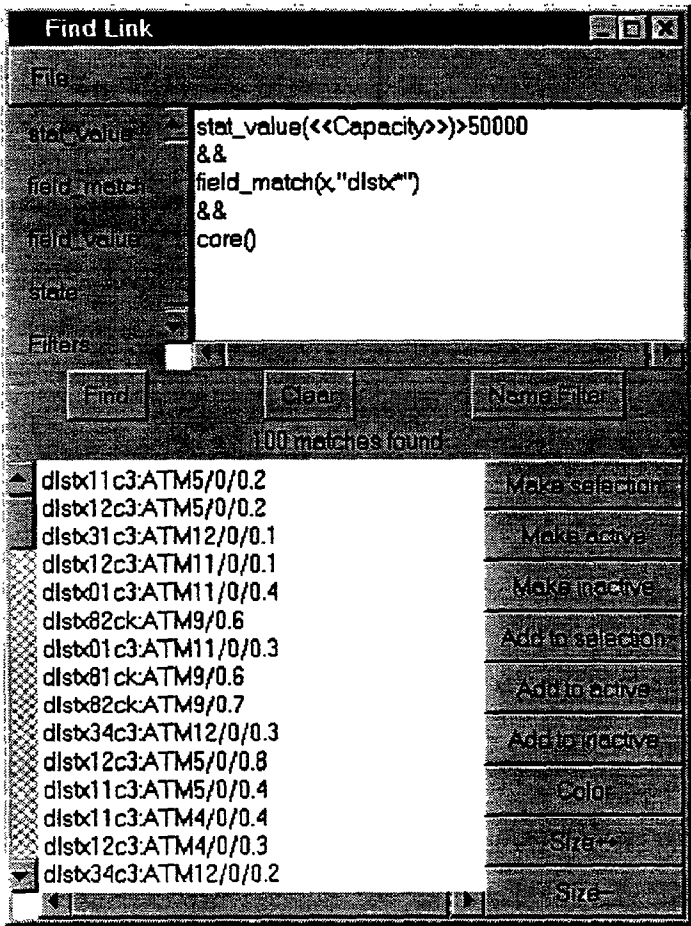 Find Link
File
stat_value
field_match
field_value
state
Filters
stat_value(<<Capacity>>)>50000
&&
field_match(x,"dlstx*")
&&
core()
Find Clear Name Filter
100 matches found
dlstx11c3:ATM5/0/0.2
dlstx12c3:ATM5/0/0.2
dlstx31c3:ATM12/0/0.1
dlstx12c3:ATM11/0/0.1
dlstx01c3:ATM11/0/0.4
dlstx82ck:ATM9/0.6
dlstx01c3:ATM11/0/0.3
dlstx81ck:ATM9/0.6
dlstx82ck:ATM9/0.7
dlstx34c3:ATM12/0/0.3
dlstx12c3:ATM5/0/0.8
dlstx11c3:ATM5/0/0.4
dlstx11c3:ATM4/0/0.4
dlstx12c3:ATM4/0/0.3
dlstx34c3:ATM12/0/0.2
Make selection
Make active
Make inactive
Add to selection
Add to active
Add to inactive
Color
Size++
Size--